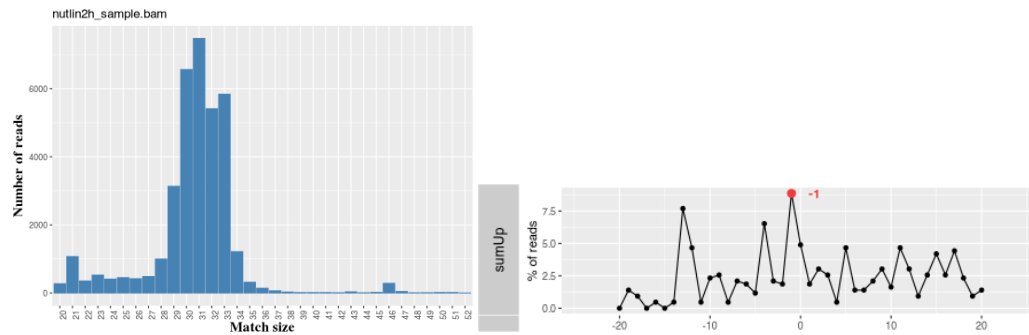 nutlin2h_sample.bam
Number of reads
6000
4000
2000
0
20 21 22 23 24 25 26 27 28 29 30 31 32 33 34 35 36 37 38 39 40 41 42 43 44 45 46 47 48 49 50 51 52
Match size
sumUp
% of reads
7.5
5.0
2.5
0.0
-1
-20 -10 0 10 20